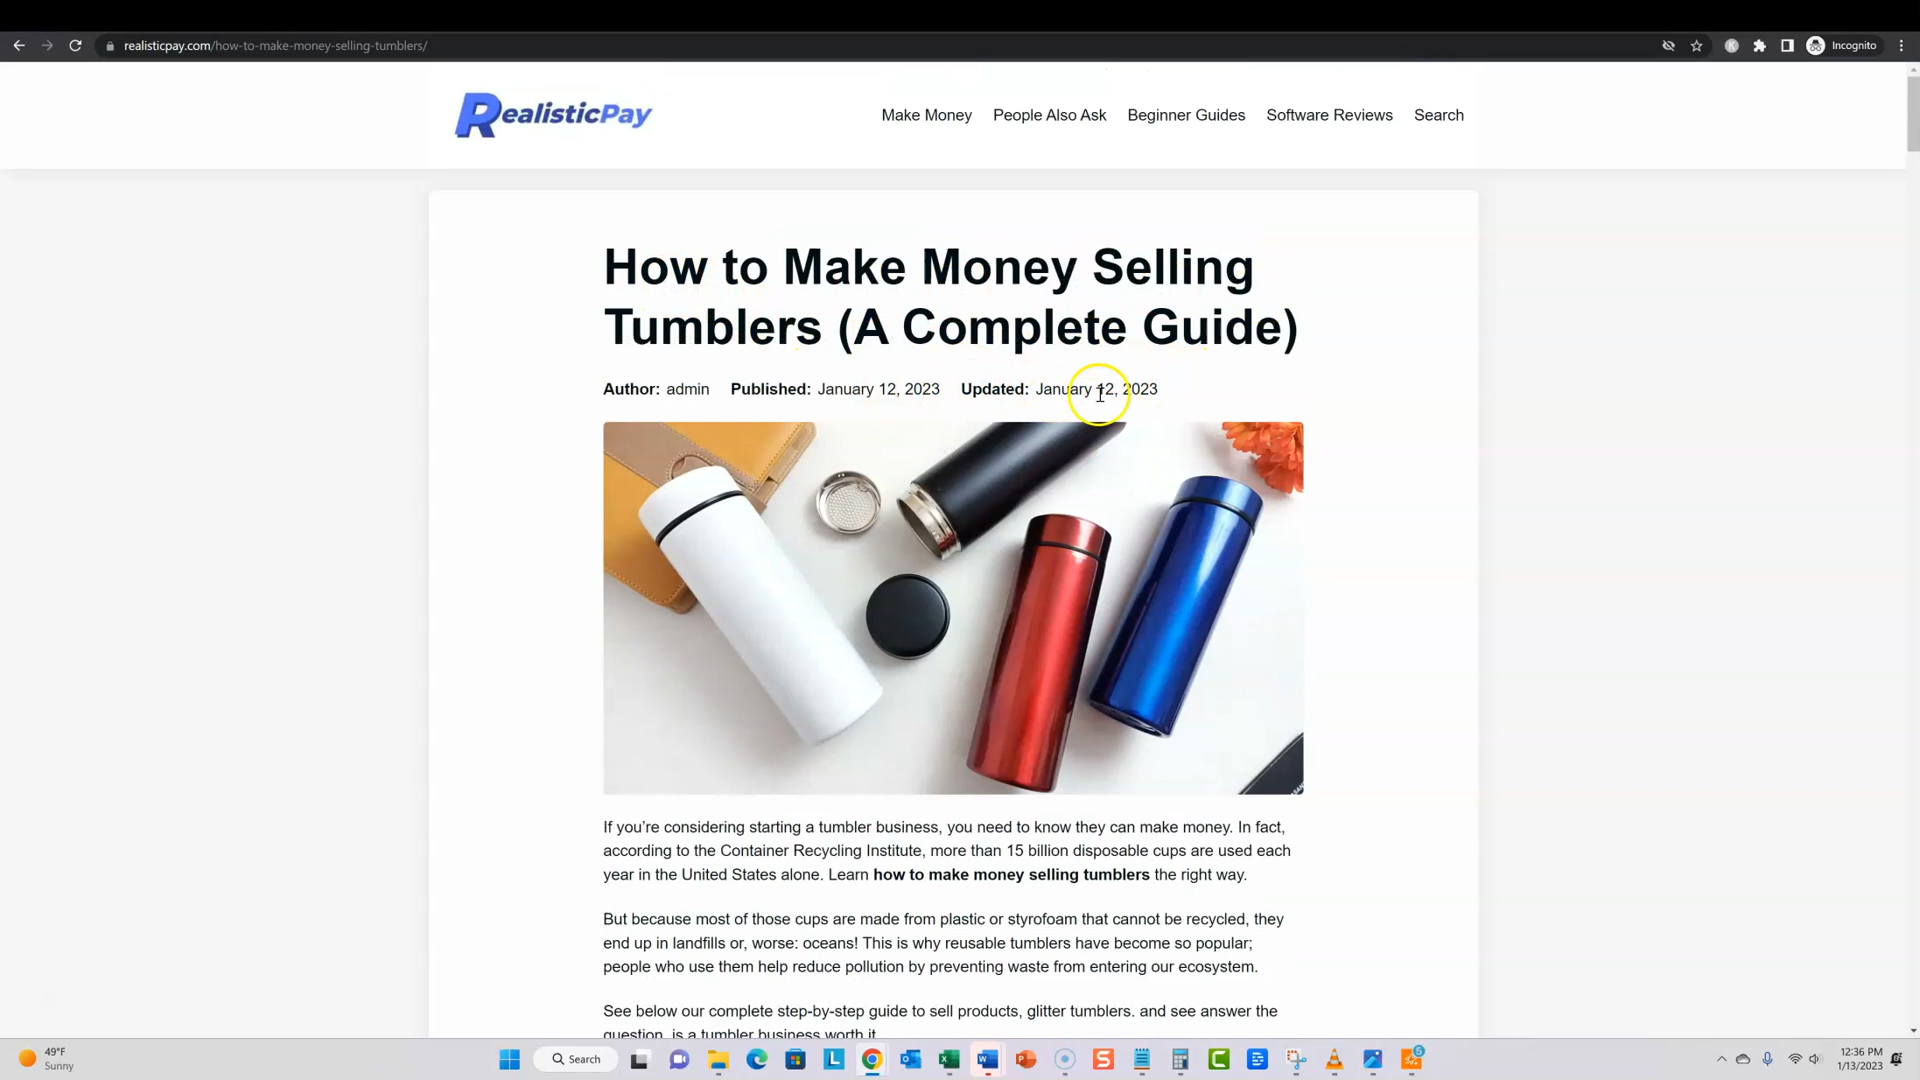 realisticpay.com/how-to-make-money-selling-tumblers/
Incognito
RealisticPay
Make Money People Also Ask Beginner Guides Software Reviews Search
How to Make Money Selling
Tumblers (A Complete Guide)
Author: admin Published: January 12, 2023 Updated: January 12, 2023
If you're considering starting a tumbler business, you need to know they can make money. In fact,
according to the Container Recycling Institute, more than 15 billion disposable cups are used each
year in the United States alone. Learn how to make money selling tumblers the right way.
But because most of those cups are made from plastic or styrofoam that cannot be recycled, they
end up in landfills or, worse: oceans! This is why reusable tumblers have become so popular;
people who use them help reduce pollution by preventing waste from entering our ecosystem.
See below our complete step-by-step guide to sell products, glitter tumblers. and see answer the
question, is a tumbler business worth it
49°F
Sunny
Search
5
12:36 PM
1/13/2023